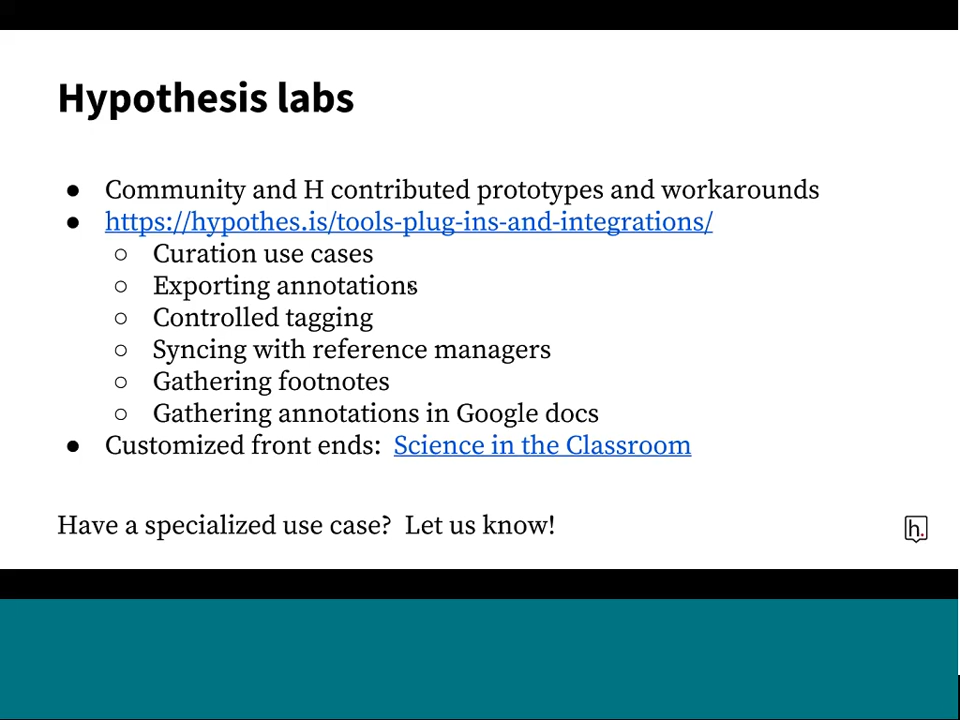 Hypothesis labs
● Community and H contributed prototypes and workarounds
● https://hypothes.is/tools-plug-ins-and-integrations/
○ Curation use cases
○ Exporting annotations
○ Controlled tagging
○ Syncing with reference managers
○ Gathering footnotes
○ Gathering annotations in Google docs
● Customized front ends: Science in the Classroom
Have a specialized use case? Let us know!
h.